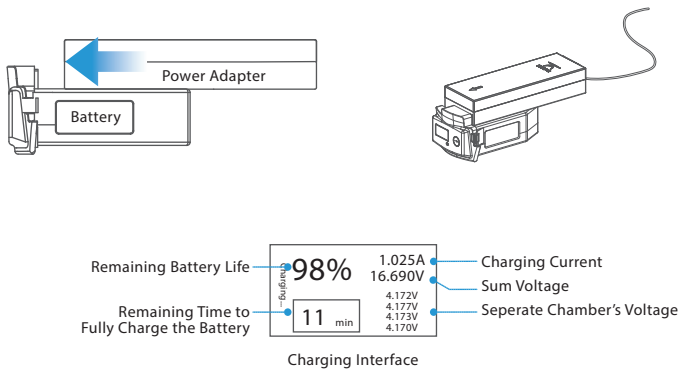 Power Adapter
Battery
Remaining Battery Life
Charging...
98%
1.025A
16.690V
Charging Current
Sum Voltage
Remaining Time to
Fully Charge the Battery
11 min
4.172V
4.177V
4.173V
4.170V
Seperate Chamber's Voltage
Charging Interface